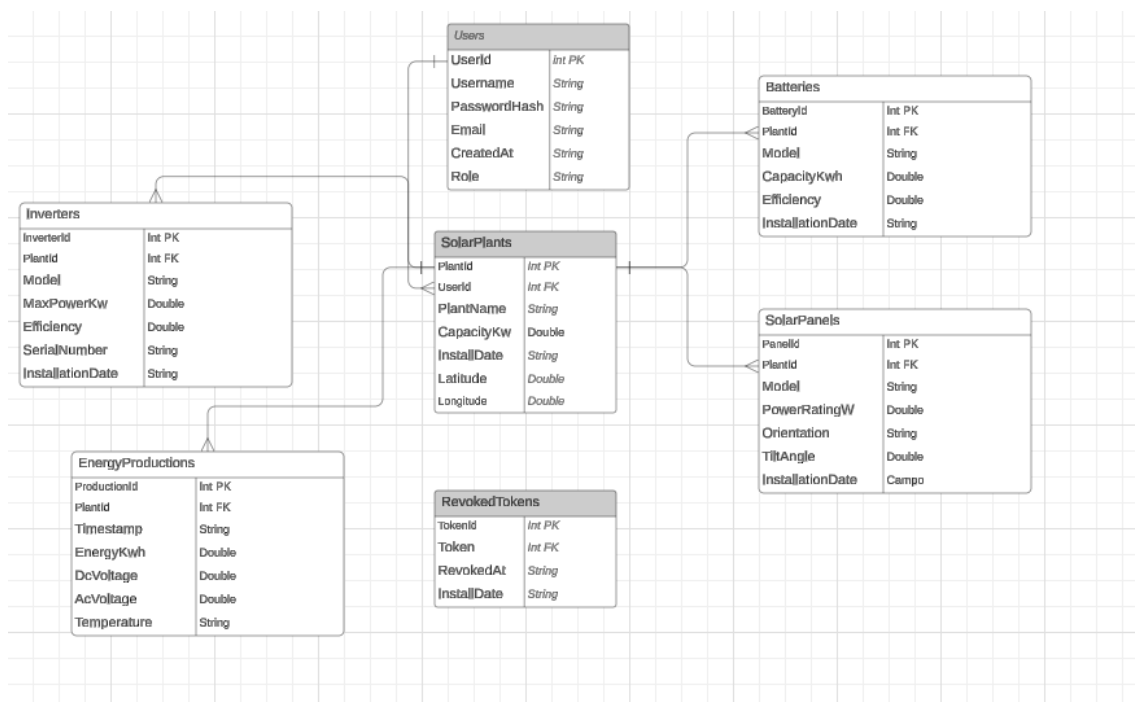 Users
UserId Int PK
Username String
PasswordHash String
Email String
CreatedAt String
Role String
Batteries
BatteryId Int PK
PlantId Int FK
Model String
CapacityKwh Double
Efficiency Double
InstallationDate String
Inverters
InverterId Int PK
PlantId Int FK
Model String
MaxPowerKw Double
Efficiency Double
SerialNumber String
InstallationDate String
SolarPlants
PlantId Int PK
UserId Int FK
PlantName String
CapacityKw Double
InstallDate String
Latitude Double
Longitude Double
SolarPanels
PanelId Int PK
PlantId Int FK
Model String
PowerRatingW Double
Orientation String
TiltAngle Double
InstallationDate Campo
EnergyProductions
ProductionId Int PK
PlantId Int FK
Timestamp String
EnergyKwh Double
DcVoltage Double
AcVoltage Double
Temperature String
RevokedTokens
TokenId Int PK
Token Int FK
RevokedAt String
InstallDate String